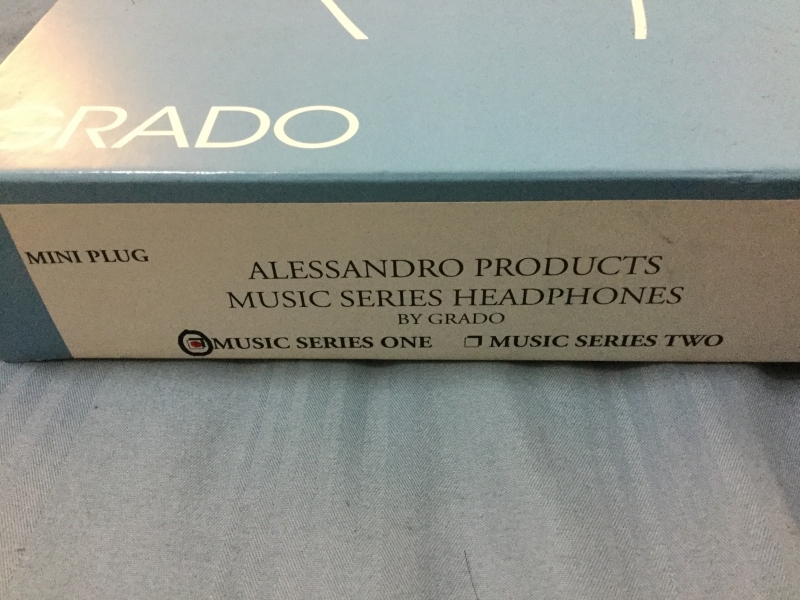 GRADO
MINI PLUG
ALESSANDRO PRODUCTS
MUSIC SERIES HEADPHONES
BY GRADO
MUSIC SERIES ONE MUSIC SERIES TWO